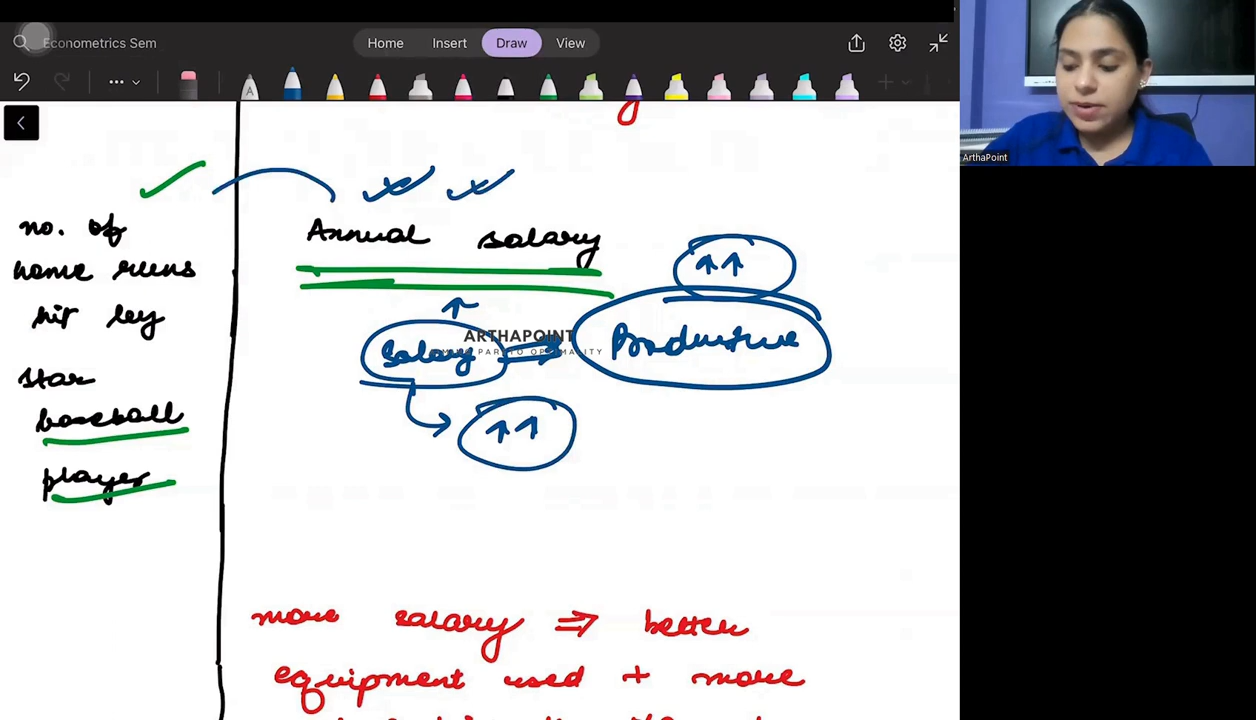 Econometrics Sem
Home Insert Draw View
A
ArthaPoint
no. of
home runs
hit by
star
baseball
player
Annual salary
Salary ⇒ Productive
ARTHAPOINT
more salary ⇒ better
equipment used + more